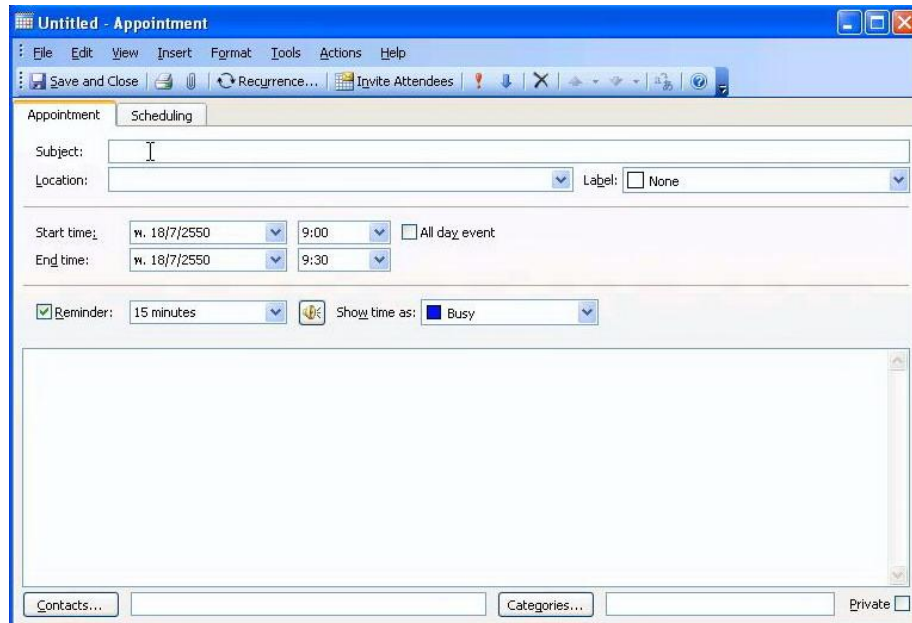 Untitled - Appointment
File Edit View Insert Format Tools Actions Help
Save and Close Recurrence... Invite Attendees
Appointment Scheduling
Subject:
Location: Label: None
Start time: พ. 18/7/2550 9:00 All day event
End time: พ. 18/7/2550 9:30
Reminder: 15 minutes Show time as: Busy
Contacts... Categories... Private